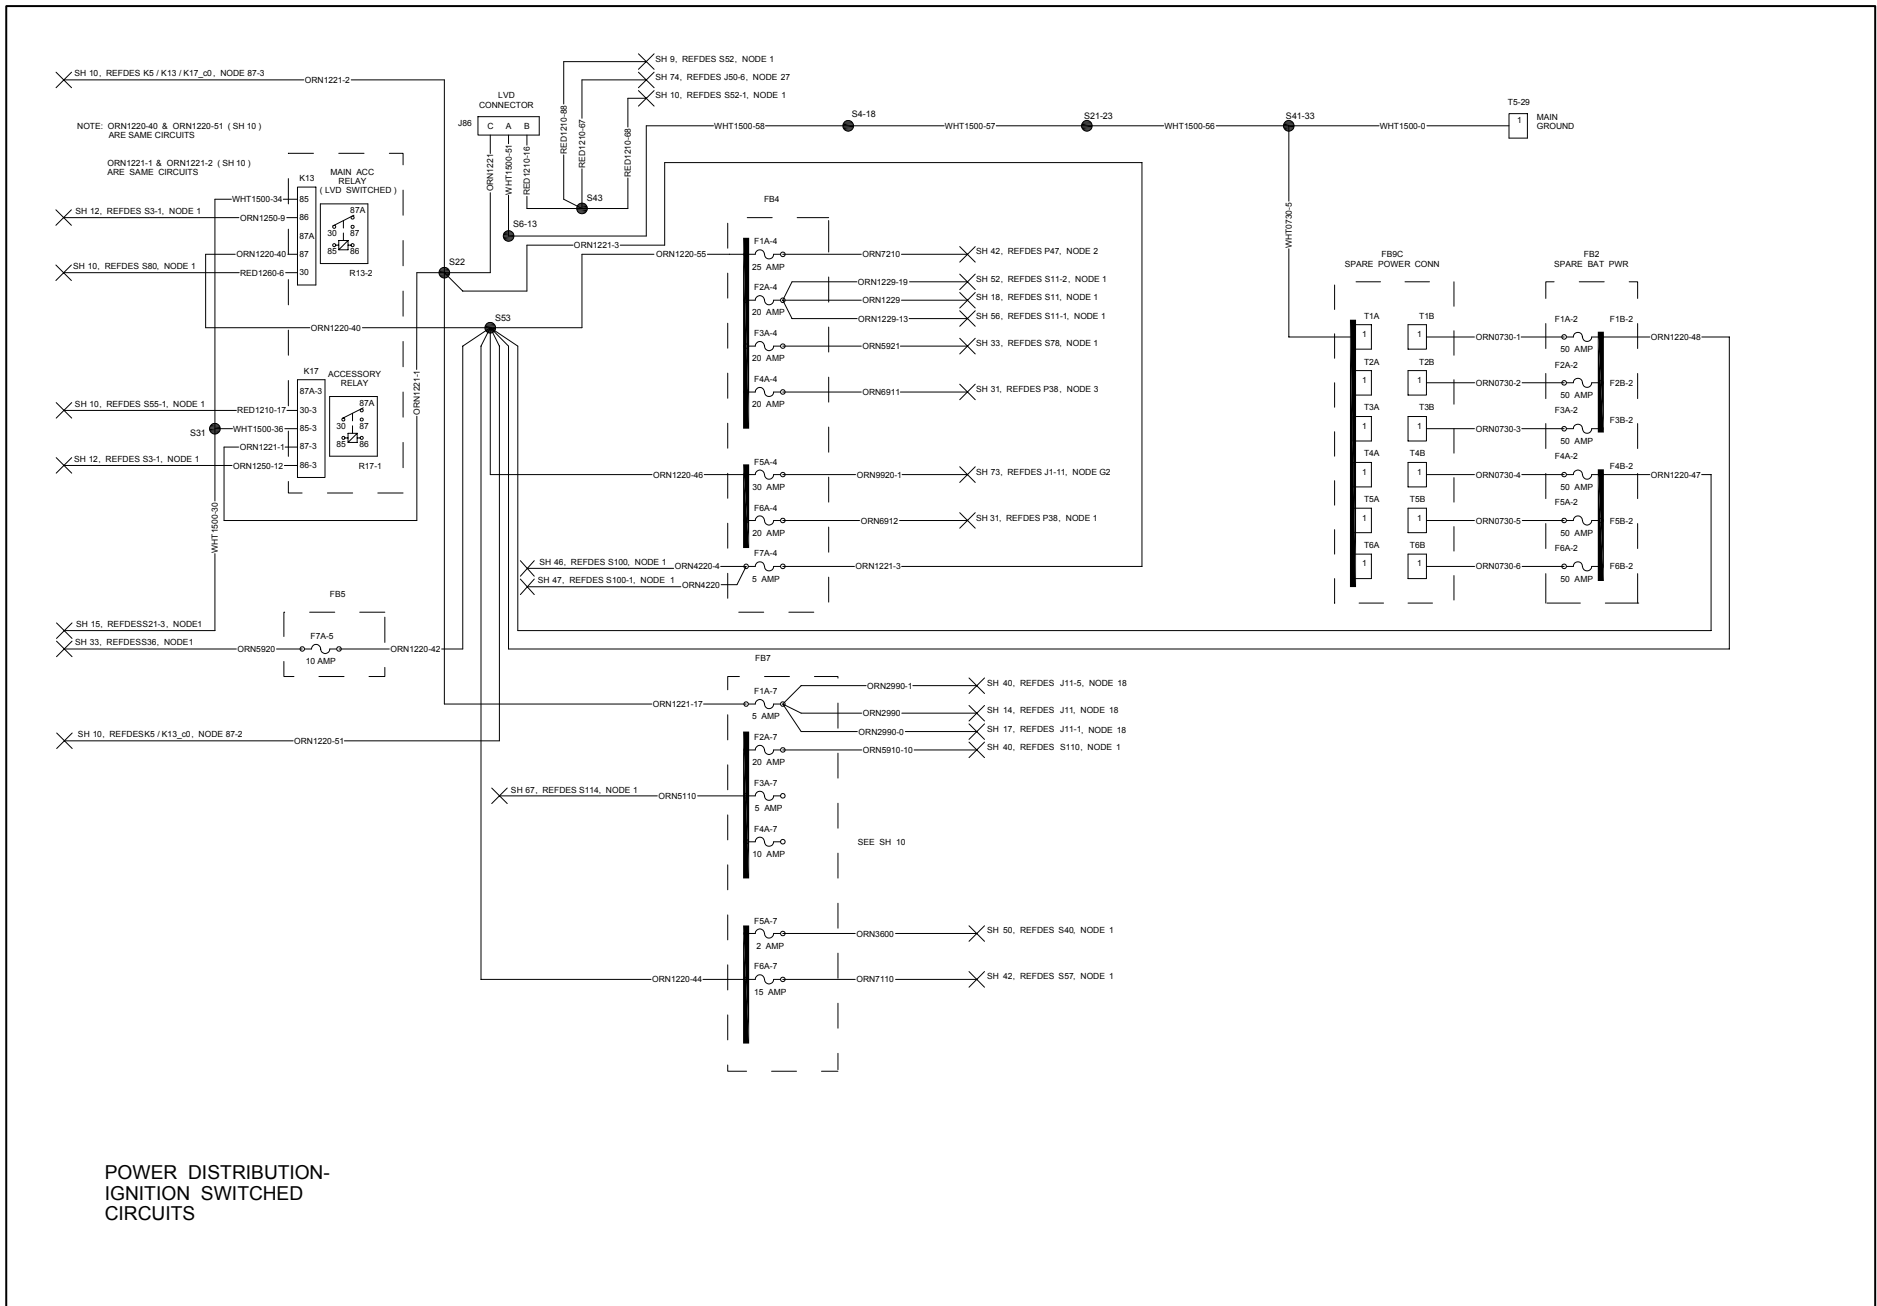 SH 9, REFDES S52, NODE 1
SH 10, REFDES K5 / K13 / K17_c0, NODE 87-3
ORN1221-2
SH 74, REFDES J50-6, NODE 27
SH 10, REFDES S52-1, NODE 1
LVD
CONNECTOR
J86
C A B
RED1210-88
RED1210-67
RED1210-68
ORN1221
WHT1500-51
RED1210-16
S43
S6-13
WHT1500-58
S4-18
WHT1500-57
S21-23
WHT1500-56
S41-33
WHT1500-0
T5-29
1
MAIN
GROUND
NOTE: ORN1220-40 & ORN1220-51 ( SH 10 )
ARE SAME CIRCUITS
ORN1221-1 & ORN1221-2 ( SH 10 )
ARE SAME CIRCUITS
K13
MAIN ACC
RELAY
( LVD SWITCHED )
WHT1500-34
85
SH 12, REFDES S3-1, NODE 1
ORN1250-9
86
87A
ORN1220-40
87
SH 10, REFDES S80, NODE 1
RED1260-6
30
87A
30 87
85 86
R13-2
S22
ORN1221-3
ORN1220-40
S53
ORN1221-1
K17
ACCESSORY
RELAY
87A-3
SH 10, REFDES S55-1, NODE 1
RED1210-17
30-3
S31
WHT1500-36
85-3
ORN1221-1
87-3
SH 12, REFDES S3-1, NODE 1
ORN1250-12
86-3
87A
30 87
85 86
R17-1
WHT1500-30
FB4
ORN1220-55
F1A-4
25 AMP
ORN7210
SH 42, REFDES P47, NODE 2
F2A-4
20 AMP
ORN1229-19
SH 52, REFDES S11-2, NODE 1
ORN1229
SH 18, REFDES S11, NODE 1
ORN1229-13
SH 56, REFDES S11-1, NODE 1
F3A-4
20 AMP
ORN5921
SH 33, REFDES S78, NODE 1
F4A-4
20 AMP
ORN6911
SH 31, REFDES P38, NODE 3
ORN1220-46
F5A-4
30 AMP
ORN9920-1
SH 73, REFDES J1-11, NODE G2
F6A-4
20 AMP
ORN6912
SH 31, REFDES P38, NODE 1
SH 46, REFDES S100, NODE 1
ORN4220-4
SH 47, REFDES S100-1, NODE 1
ORN4220
F7A-4
5 AMP
ORN1221-3
WHT0730-5
FB9C
SPARE POWER CONN
FB2
SPARE BAT PWR
T1A
1
T1B
1
ORN0730-1
F1A-2
50 AMP
F1B-2
ORN1220-48
T2A
1
T2B
1
ORN0730-2
F2A-2
50 AMP
F2B-2
T3A
1
T3B
1
ORN0730-3
F3A-2
50 AMP
F3B-2
T4A
1
T4B
1
ORN0730-4
F4A-2
50 AMP
F4B-2
ORN1220-47
T5A
1
T5B
1
ORN0730-5
F5A-2
50 AMP
F5B-2
T6A
1
T6B
1
ORN0730-6
F6A-2
50 AMP
F6B-2
FB5
SH 15, REFDESS21-3, NODE1
SH 33, REFDESS36, NODE1
ORN5920
F7A-5
10 AMP
ORN1220-42
SH 10, REFDESK5 / K13_c0, NODE 87-2
ORN1220-51
FB7
ORN1221-17
F1A-7
5 AMP
ORN2990-1
SH 40, REFDES J11-5, NODE 18
ORN2990
SH 14, REFDES J11, NODE 18
ORN2990-0
SH 17, REFDES J11-1, NODE 18
F2A-7
20 AMP
ORN5910-10
SH 40, REFDES S110, NODE 1
SH 67, REFDES S114, NODE 1
ORN5110
F3A-7
5 AMP
F4A-7
10 AMP
SEE SH 10
F5A-7
2 AMP
ORN3600
SH 50, REFDES S40, NODE 1
ORN1220-44
F6A-7
15 AMP
ORN7110
SH 42, REFDES S57, NODE 1
POWER DISTRIBUTION-
IGNITION SWITCHED
CIRCUITS